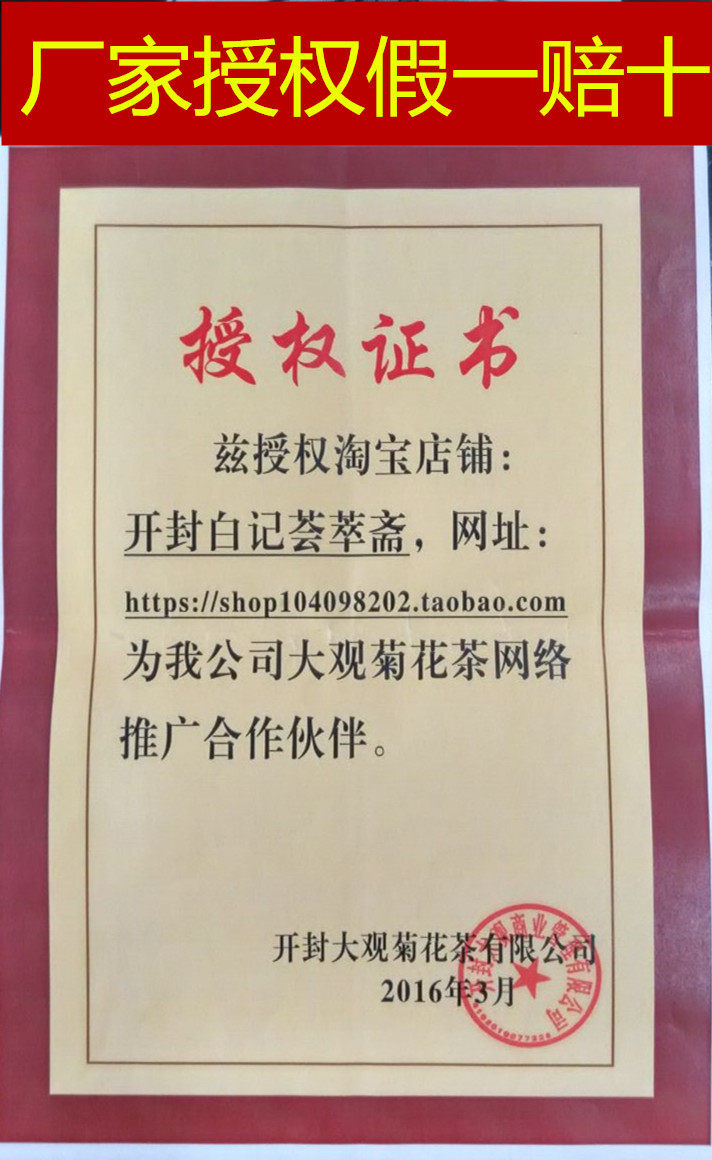 厂家授权假一赔十
授权证书
兹授权淘宝店铺：
开封白记荟萃斋，网址：
https://shop104098202.taobao.com
为我公司大观菊花茶网络
推广合作伙伴。
开封大观菊花茶有限公司
2016年3月